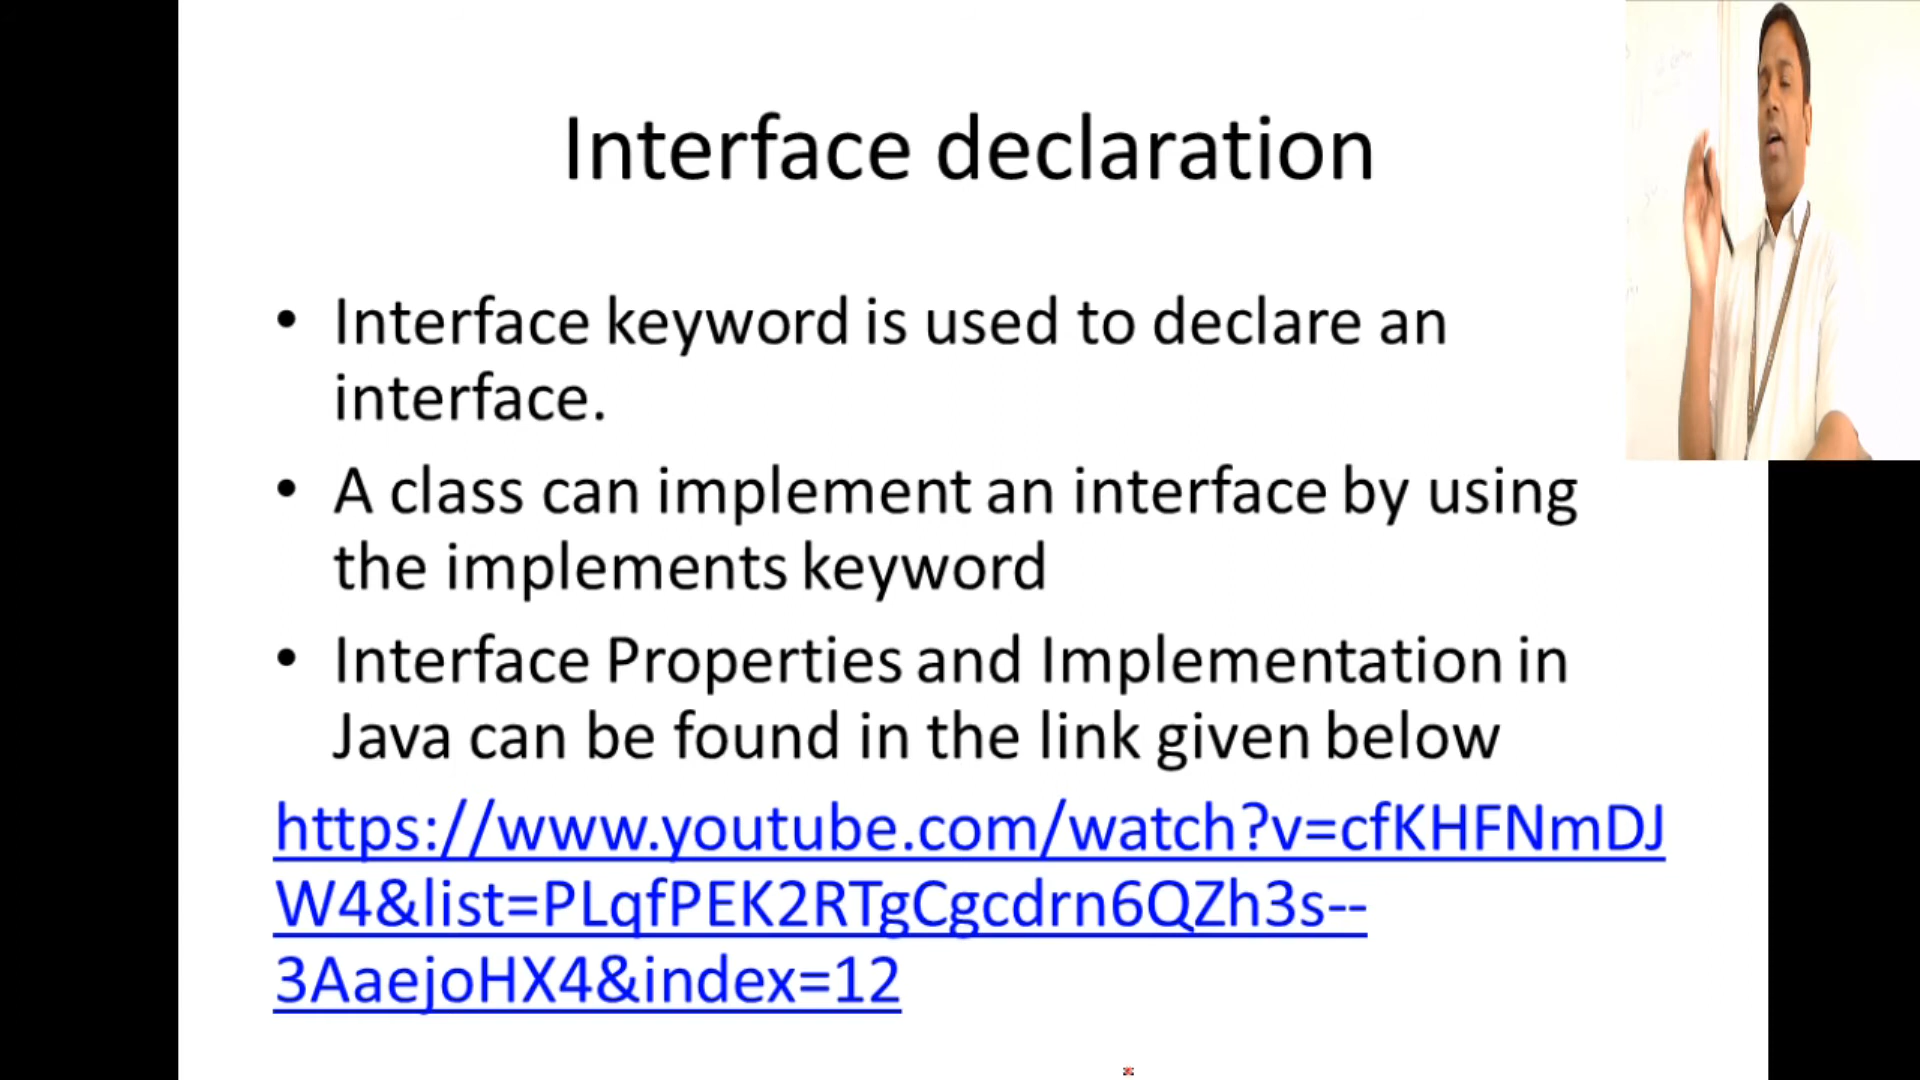 Interface declaration
• Interface keyword is used to declare an
interface.
• A class can implement an interface by using
the implements keyword
• Interface Properties and Implementation in
Java can be found in the link given below
https://www.youtube.com/watch?v=cfKHFNmDJ
W4&list=PLqfPEK2RTgCgcdrn6QZh3s--
3AaejoHX4&index=12